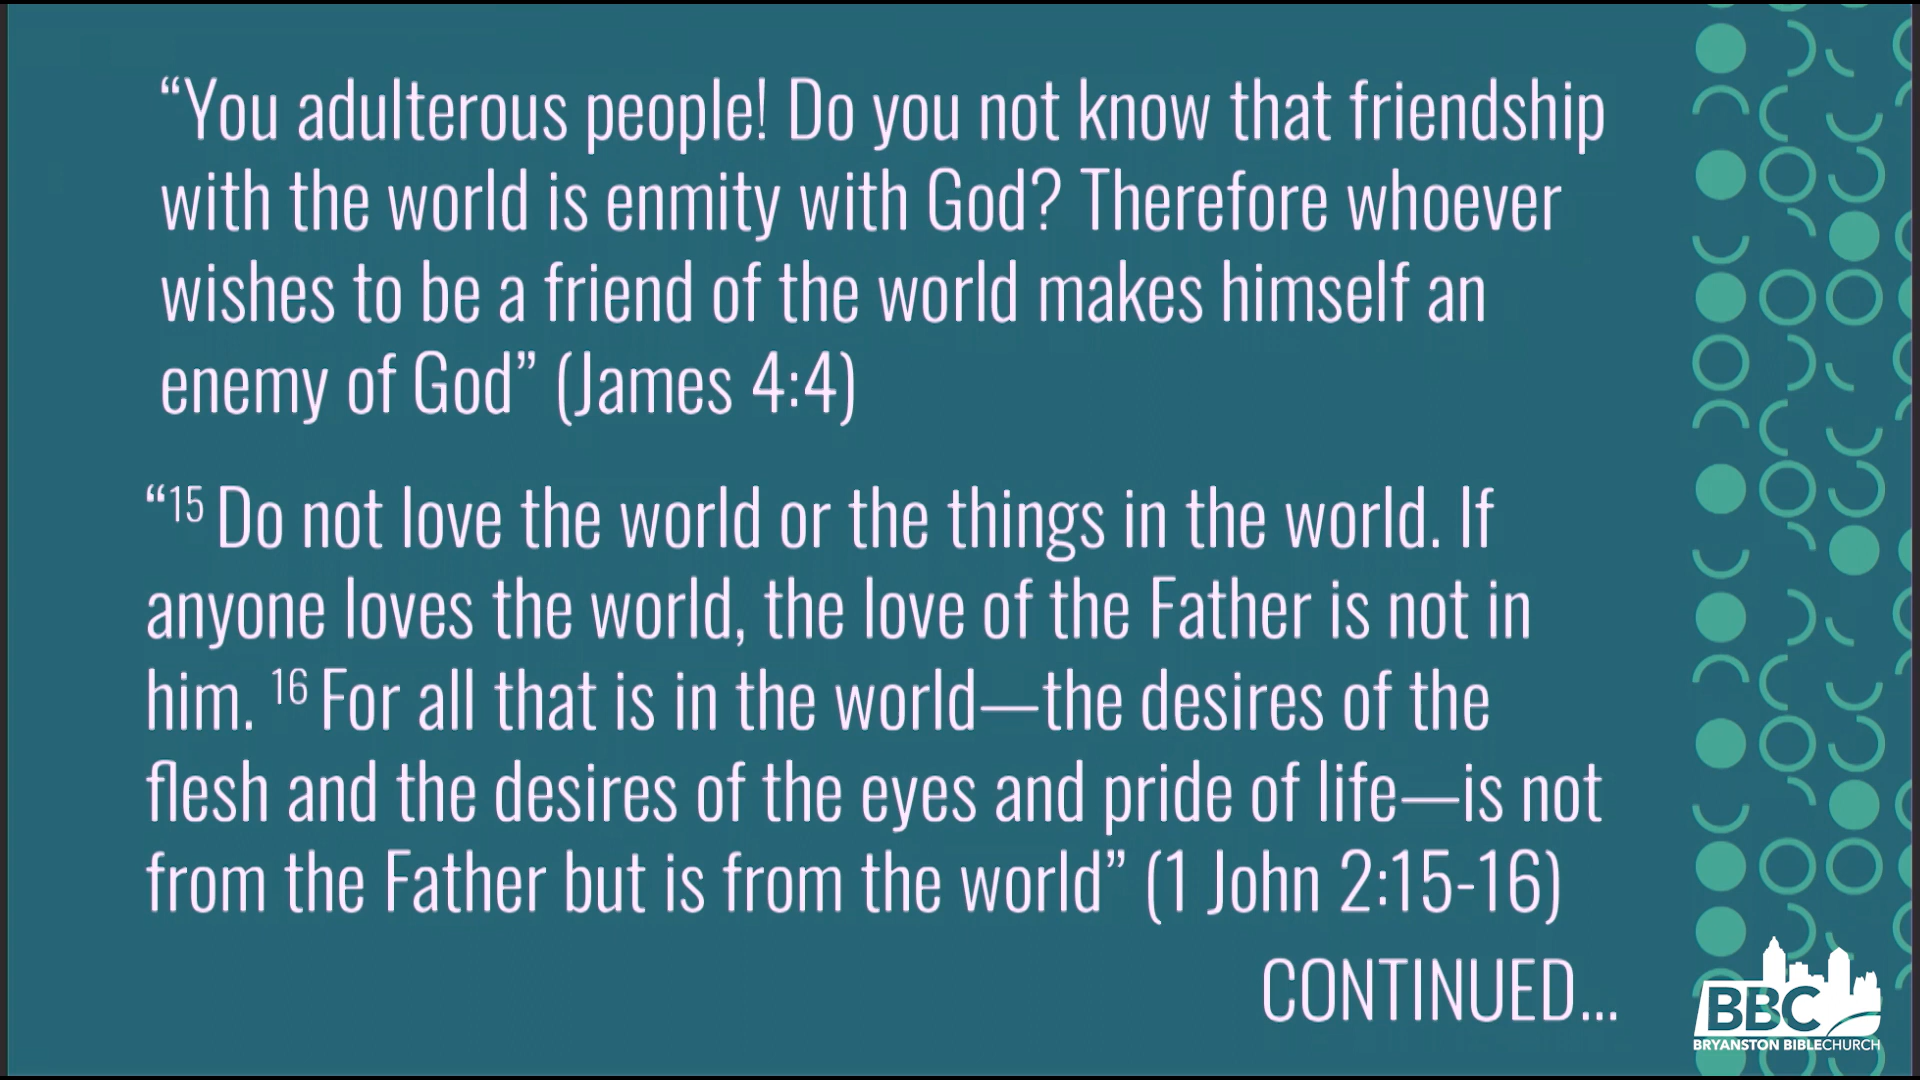 “You adulterous people! Do you not know that friendship
with the world is enmity with God? Therefore whoever
wishes to be a friend of the world makes himself an
enemy of God” (James 4:4)
“15 Do not love the world or the things in the world. If
anyone loves the world, the love of the Father is not in
him. 16 For all that is in the world—the desires of the
flesh and the desires of the eyes and pride of life—is not
from the Father but is from the world” (1 John 2:15-16)
CONTINUED...
BBC
BRYANSTON BIBLECHURCH